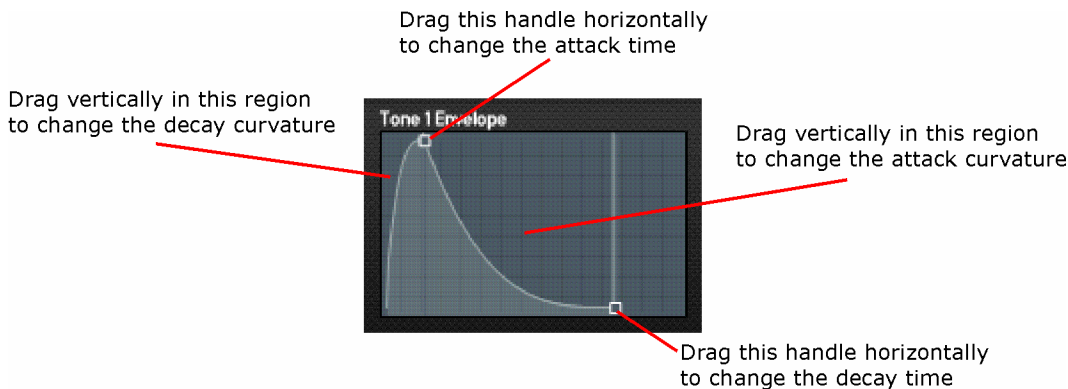 Drag this handle horizontally
to change the attack time
Drag vertically in this region
to change the decay curvature
Tone 1 Envelope
Drag vertically in this region
to change the attack curvature
Drag this handle horizontally
to change the decay time